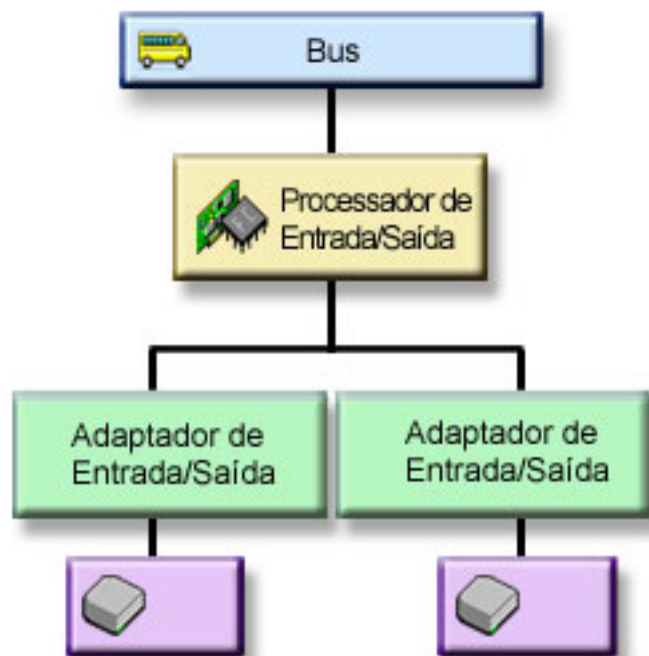 Bus
Processador de
Entrada/Saída
Adaptador de
Entrada/Saída
Adaptador de
Entrada/Saída